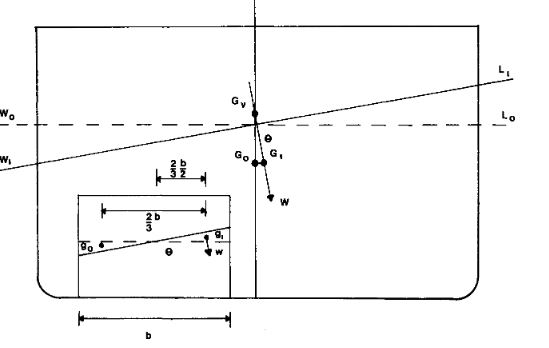 L₁
Gᵥ
W₀ L₀
θ
G₀ G₁
W₁
2/3 b/2
W
2/3 b
g₁
g₀
θ w
b